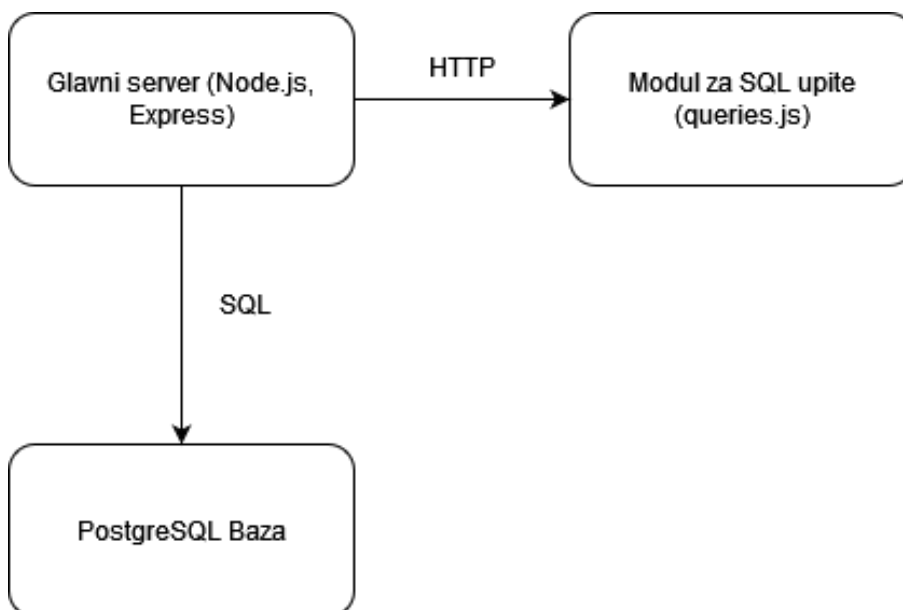 Glavni server (Node.js,
Express)
HTTP
Modul za SQL upite
(queries.js)
SQL
PostgreSQL Baza